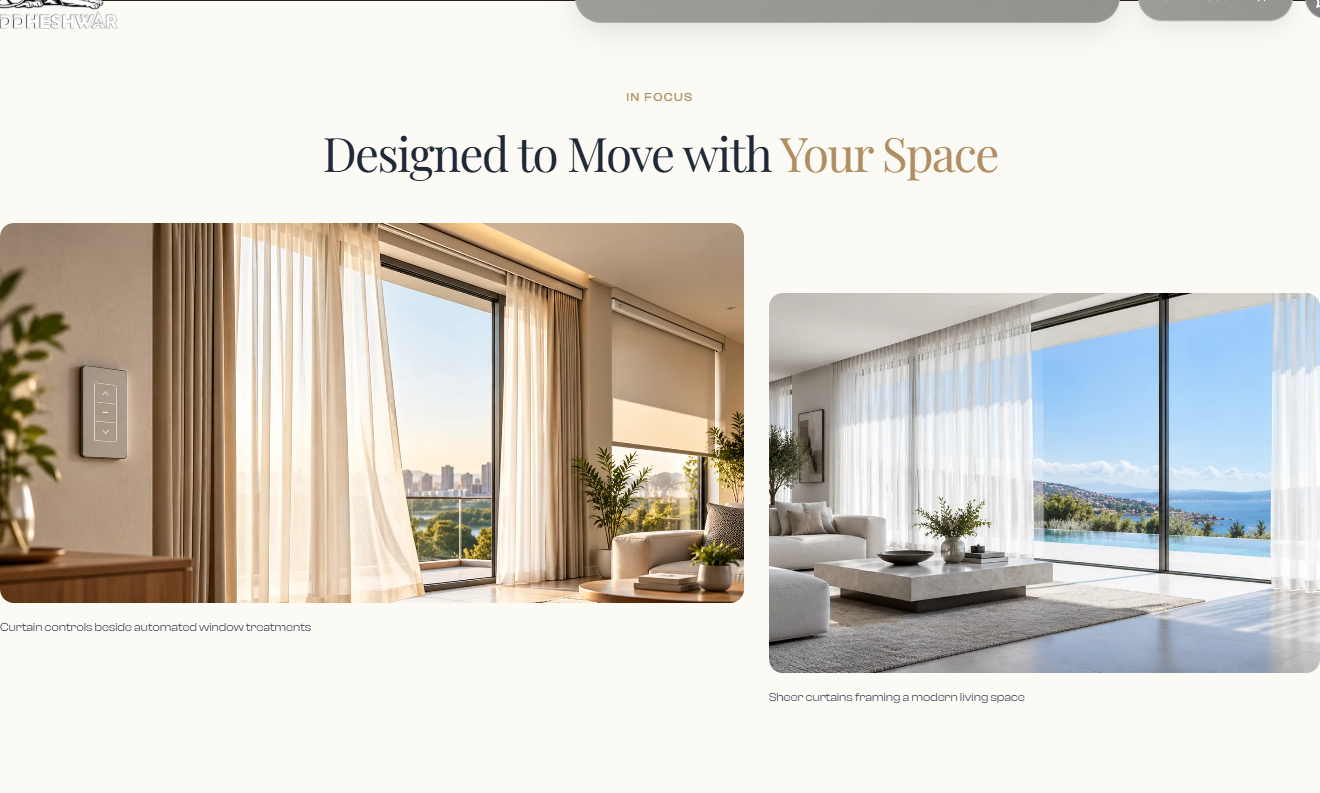 DDHESHWAR
IN FOCUS
Designed to Move with Your Space
Curtain controls beside automated window treatments
Sheer curtains framing a modern living space